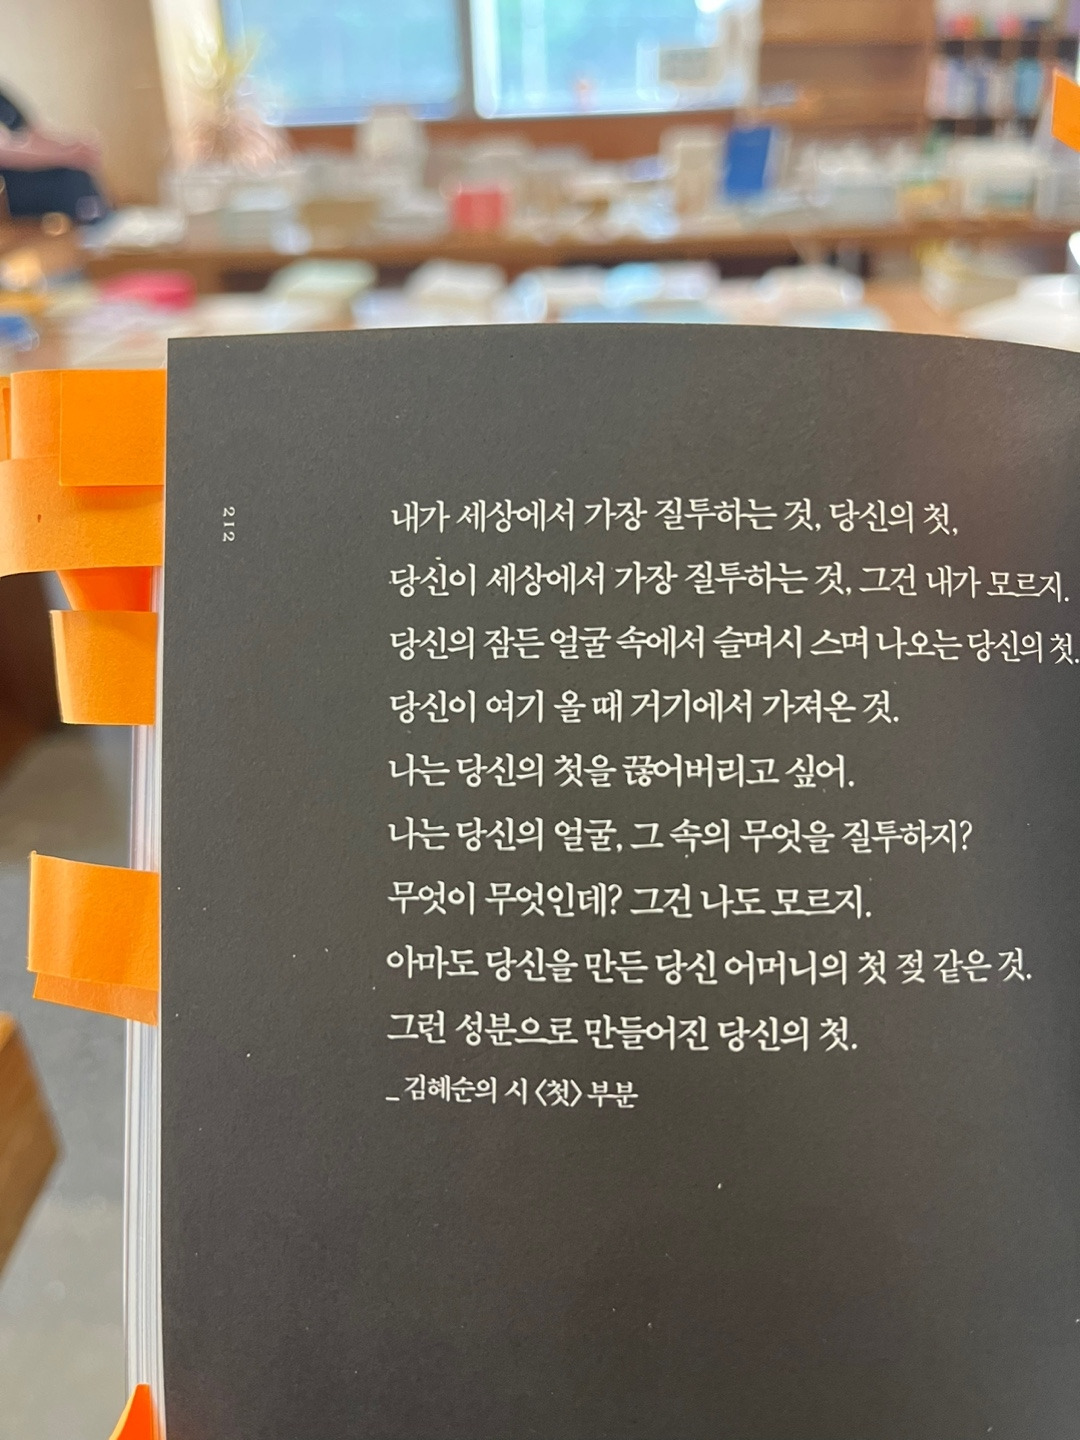 212
내가 세상에서 가장 질투하는 것, 당신의 첫,
당신이 세상에서 가장 질투하는 것, 그건 내가 모르지.
당신의 잠든 얼굴 속에서 슬며시 스며 나오는 당신의 첫.
당신이 여기 올 때 거기에서 가져온 것.
나는 당신의 첫을 끊어버리고 싶어.
나는 당신의 얼굴, 그 속의 무엇을 질투하지?
무엇이 무엇인데? 그건 나도 모르지.
아마도 당신을 만든 당신 어머니의 첫 젖 같은 것.
그런 성분으로 만들어진 당신의 첫.
_김혜순의 시 〈첫〉 부분